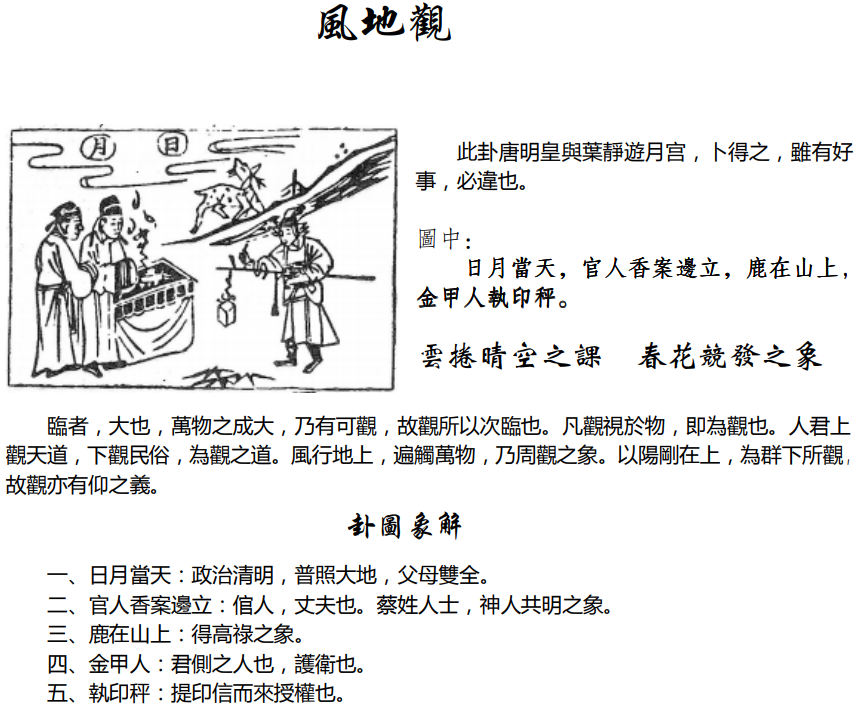 風地觀
月 日
此卦唐明皇與葉靜遊月宮，卜得之，雖有好
事，必違也。
圖中：
日月當天，官人香案邊立，鹿在山上，
金甲人執印秤。
雲捲晴空之課 春花競發之象
臨者，大也，萬物之成大，乃有可觀，故觀所以次臨也。凡觀視於物，即為觀也。人君上
觀天道，下觀民俗，為觀之道。風行地上，遍觸萬物，乃周觀之象。以陽剛在上，為群下所觀，
故觀亦有仰之義。
卦圖象解
一、日月當天：政治清明，普照大地，父母雙全。
二、官人香案邊立：倌人，丈夫也。蔡姓人士，神人共明之象。
三、鹿在山上：得高祿之象。
四、金甲人：君側之人也，護衛也。
五、執印秤：提印信而來授權也。